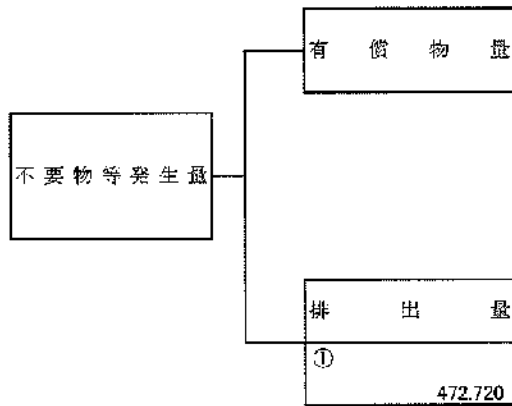 有償物量
不要物等発生量
排出量
①
472.720